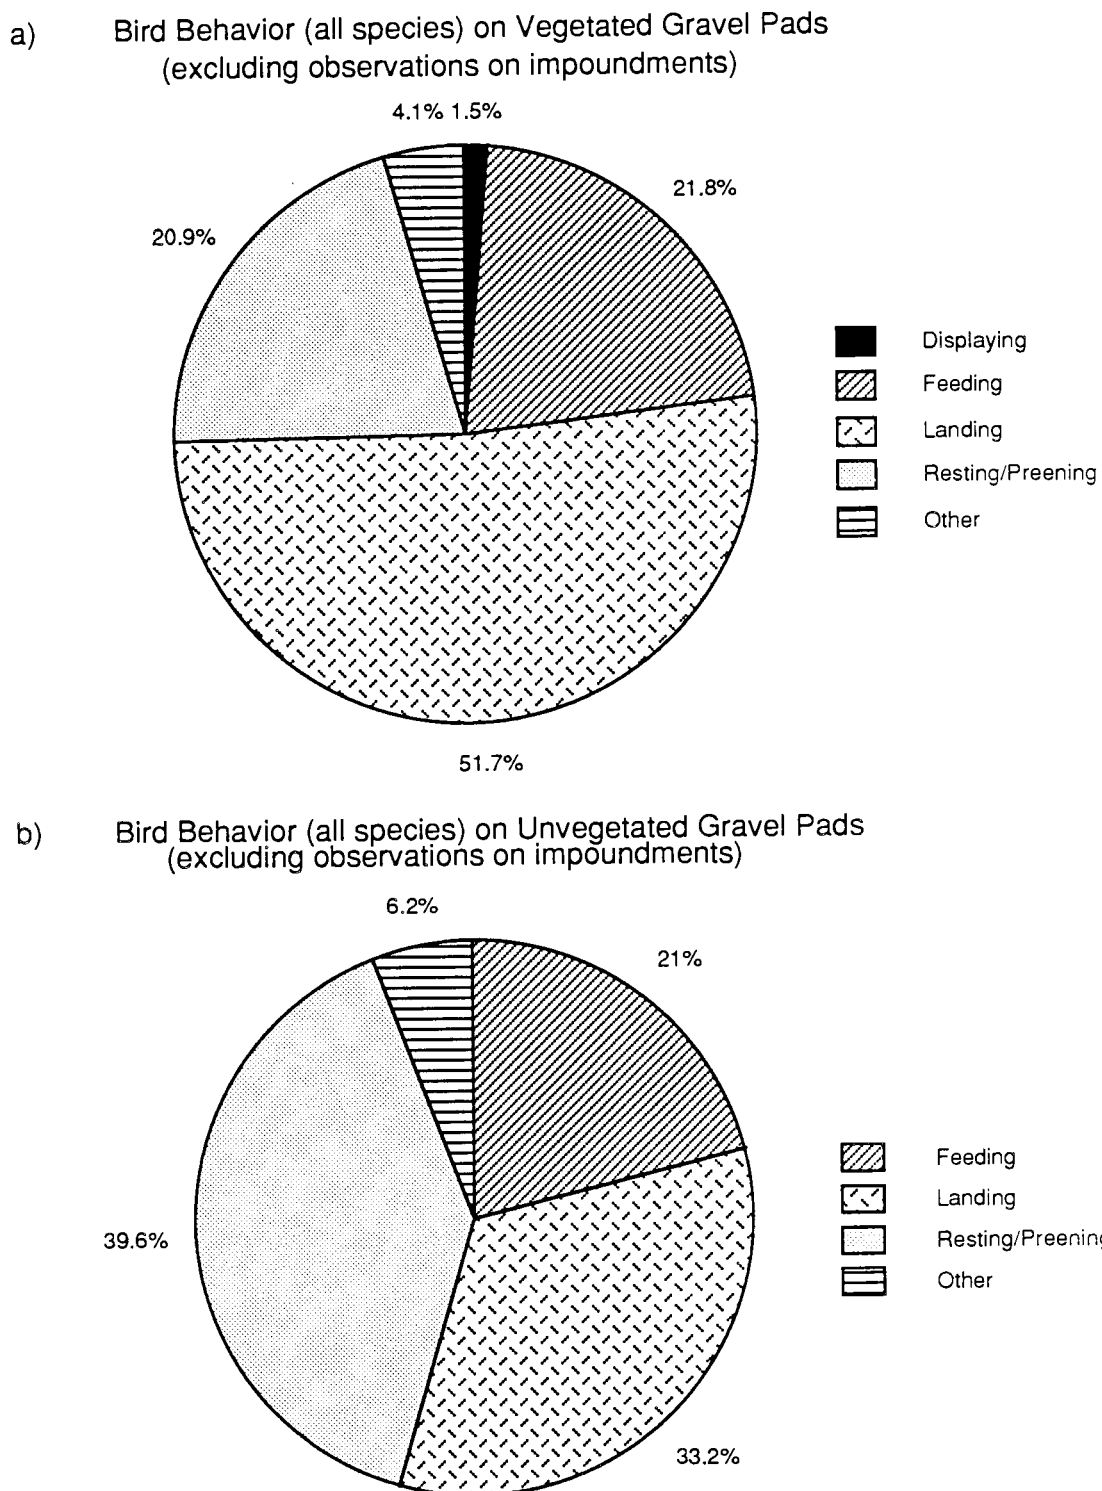 a) Bird Behavior (all species) on Vegetated Gravel Pads
(excluding observations on impoundments)
4.1% 1.5%
21.8%
20.9%
Displaying
Feeding
Landing
Resting/Preening
Other
51.7%
b) Bird Behavior (all species) on Unvegetated Gravel Pads
(excluding observations on impoundments)
6.2%
21%
39.6%
Feeding
Landing
Resting/Preening
Other
33.2%